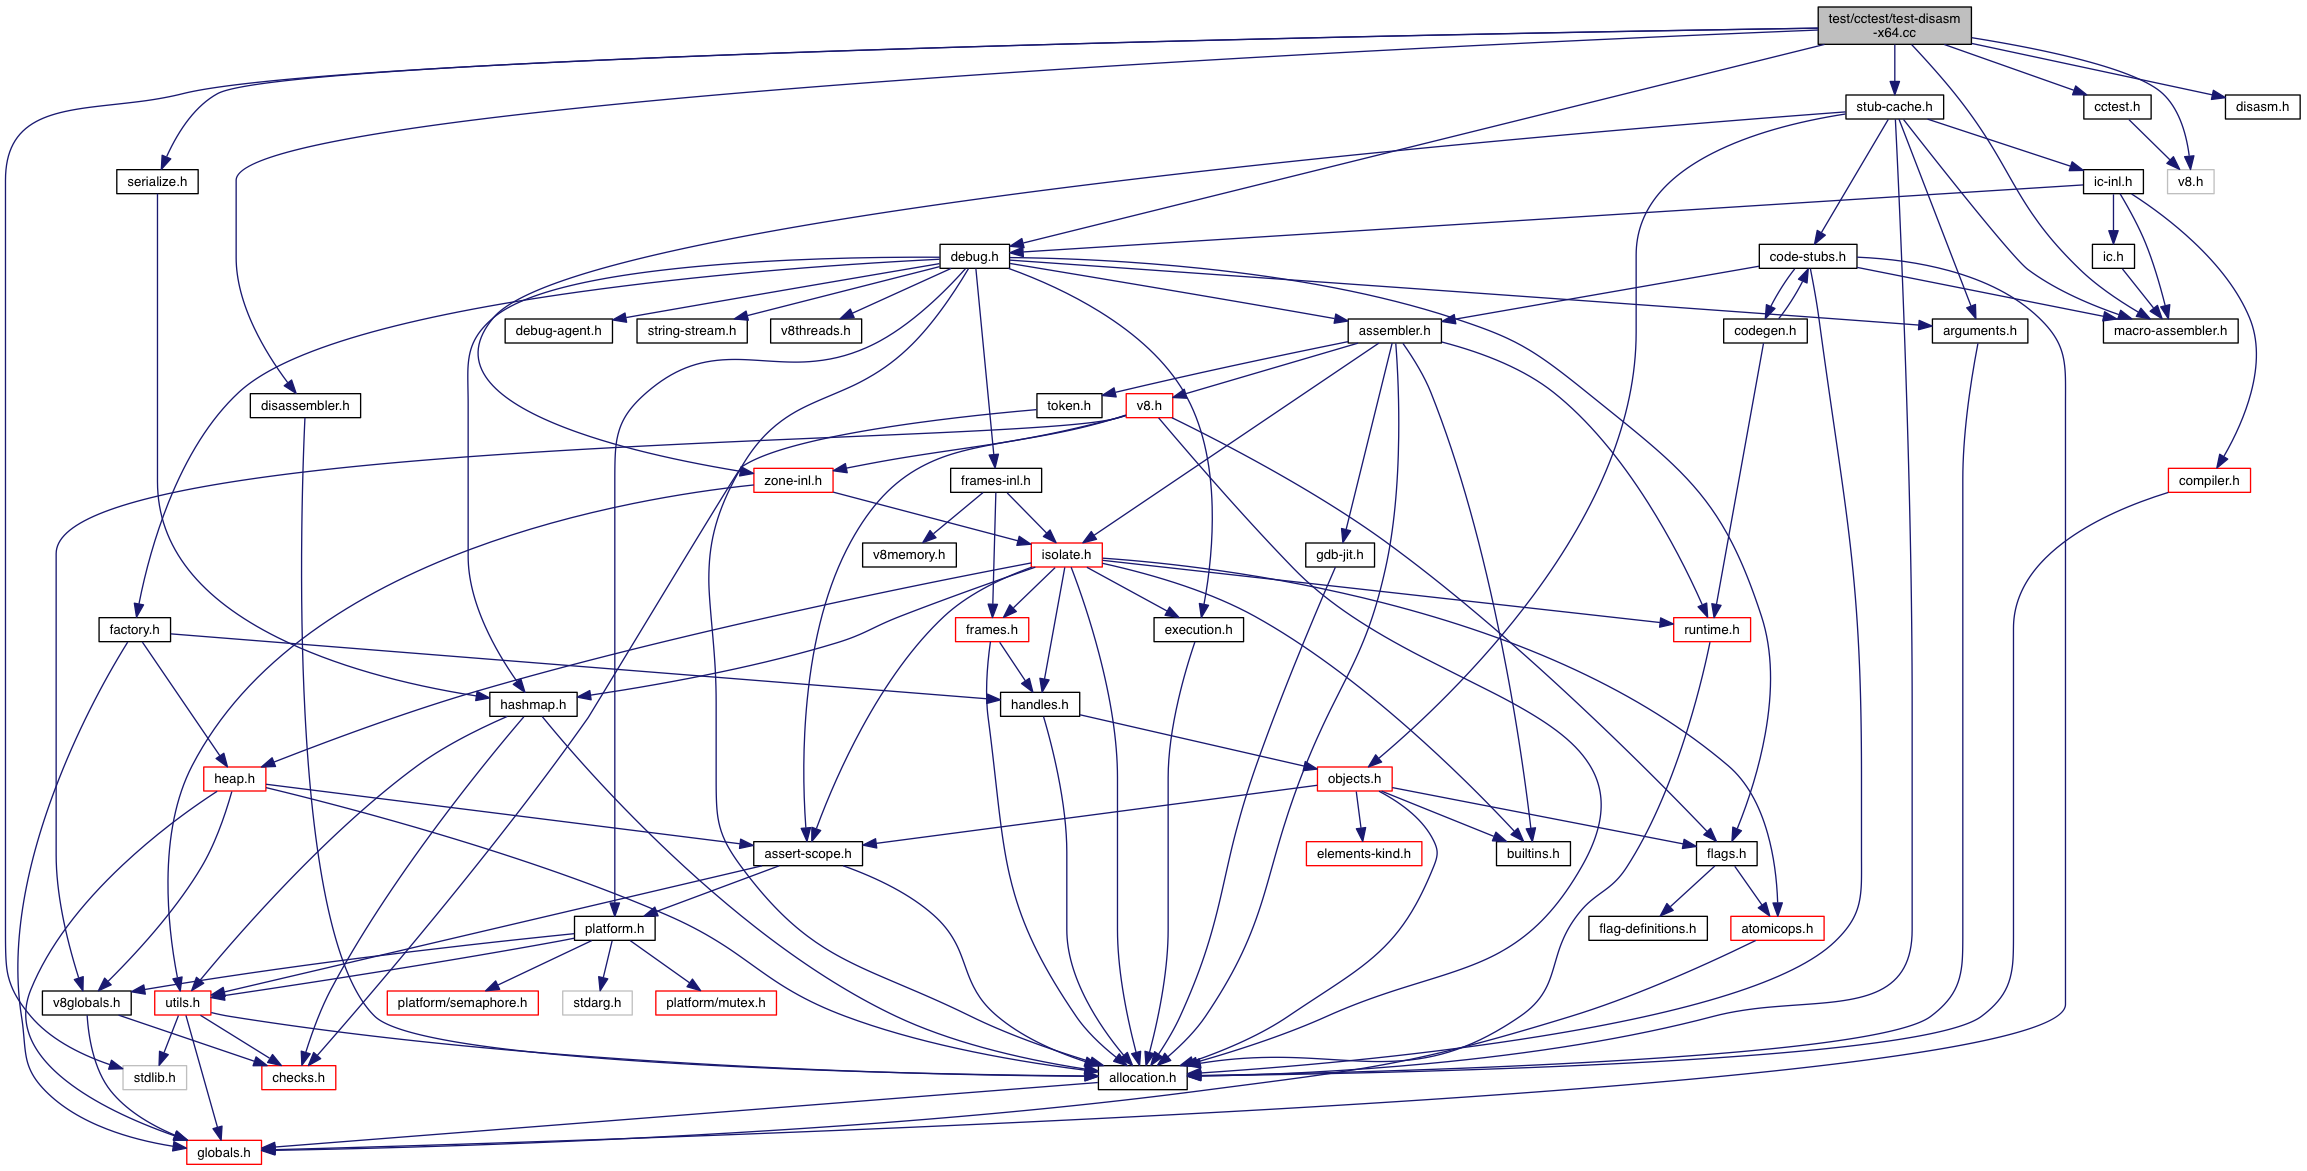 test/cctest/test-disasm
-x64.cc
stub-cache.h
cctest.h
disasm.h
serialize.h
ic-inl.h
v8.h
debug.h
code-stubs.h
ic.h
debug-agent.h
string-stream.h
v8threads.h
assembler.h
codegen.h
arguments.h
macro-assembler.h
disassembler.h
token.h
v8.h
zone-inl.h
frames-inl.h
compiler.h
v8memory.h
isolate.h
gdb-jit.h
factory.h
frames.h
execution.h
runtime.h
hashmap.h
handles.h
heap.h
objects.h
assert-scope.h
elements-kind.h
builtins.h
flags.h
platform.h
flag-definitions.h
atomicops.h
v8globals.h
utils.h
platform/semaphore.h
stdarg.h
platform/mutex.h
stdlib.h
checks.h
allocation.h
globals.h